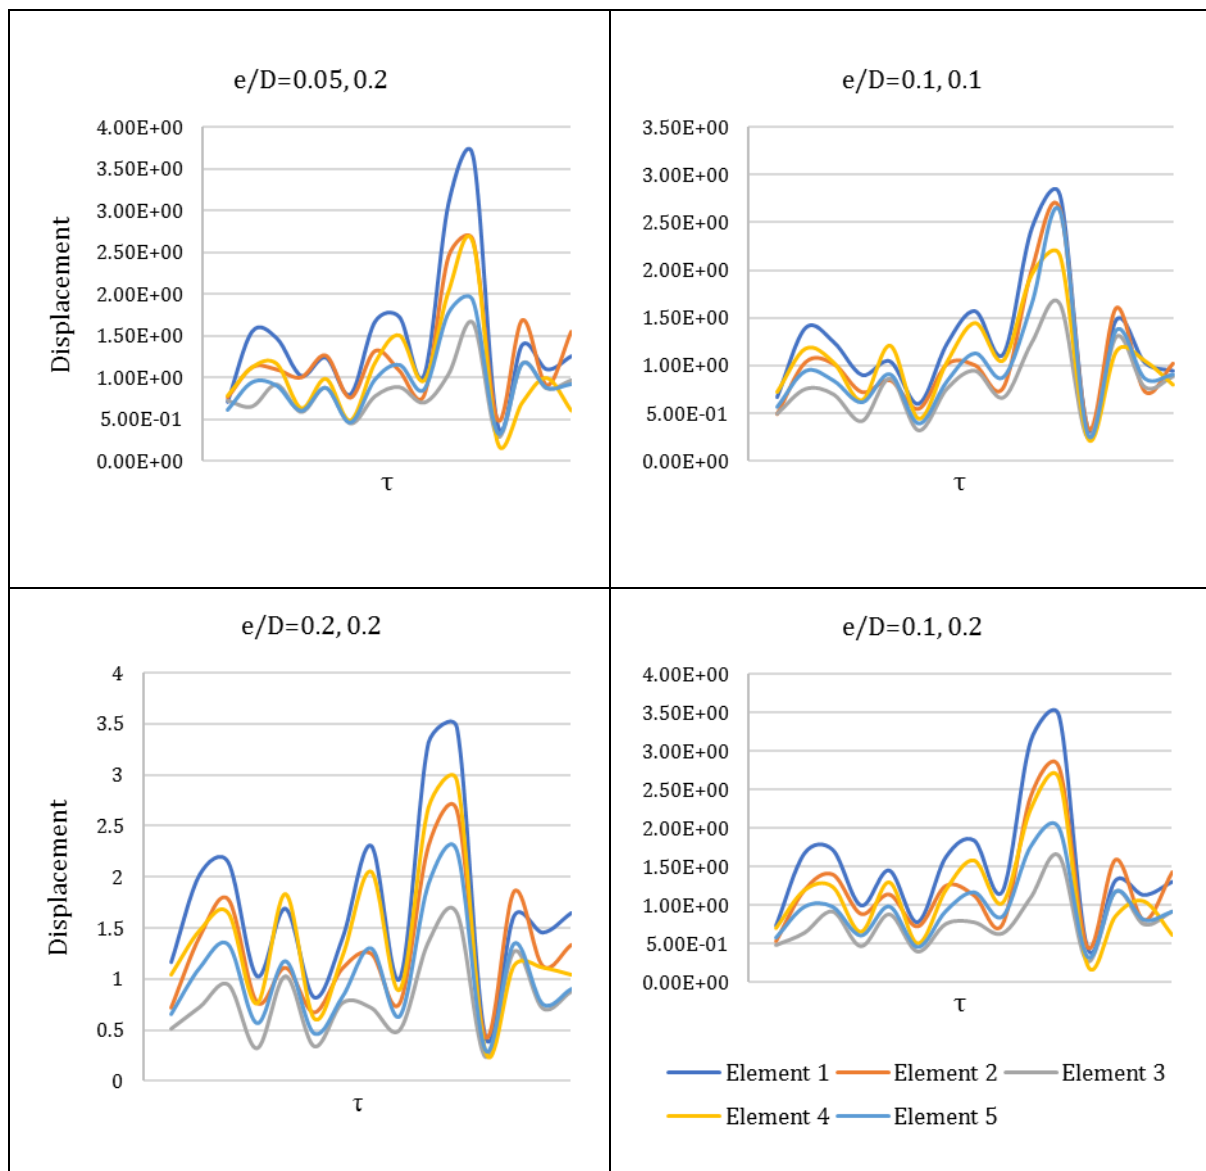 e/D=0.05, 0.2
4.00E+00
3.50E+00
3.00E+00
2.50E+00
2.00E+00
1.50E+00
1.00E+00
5.00E-01
0.00E+00
Displacement
τ
e/D=0.1, 0.1
3.50E+00
3.00E+00
2.50E+00
2.00E+00
1.50E+00
1.00E+00
5.00E-01
0.00E+00
τ
e/D=0.2, 0.2
4
3.5
3
2.5
2
1.5
1
0.5
0
Displacement
τ
e/D=0.1, 0.2
4.00E+00
3.50E+00
3.00E+00
2.50E+00
2.00E+00
1.50E+00
1.00E+00
5.00E-01
0.00E+00
τ
Element 1 Element 2 Element 3
Element 4 Element 5